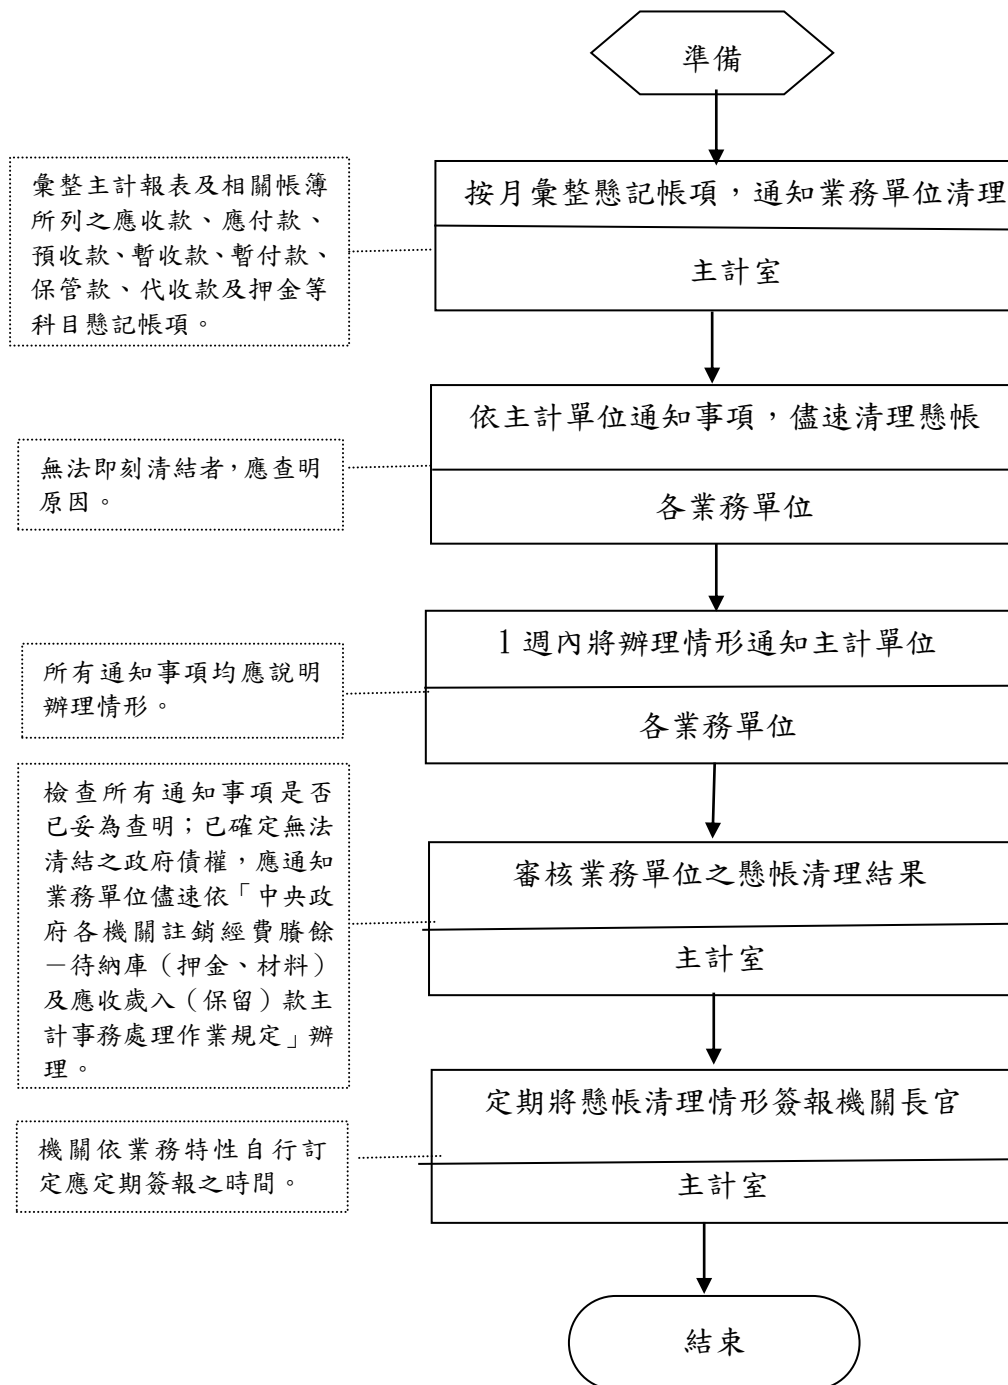 準備
彙整主計報表及相關帳簿
所列之應收款、應付款、
預收款、暫收款、暫付款、
保管款、代收款及押金等
科目懸記帳項。
按月彙整懸記帳項，通知業務單位清理
主計室
依主計單位通知事項，儘速清理懸帳
各業務單位
無法即刻清結者，應查明
原因。
1 週內將辦理情形通知主計單位
各業務單位
所有通知事項均應說明
辦理情形。
檢查所有通知事項是否
已妥為查明；已確定無法
清結之政府債權，應通知
業務單位儘速依「中央政
府各機關註銷經費賸餘
－待納庫（押金、材料）
及應收歲入（保留）款主
計事務處理作業規定」辦
理。
審核業務單位之懸帳清理結果
主計室
定期將懸帳清理情形簽報機關長官
主計室
機關依業務特性自行訂
定應定期簽報之時間。
結束